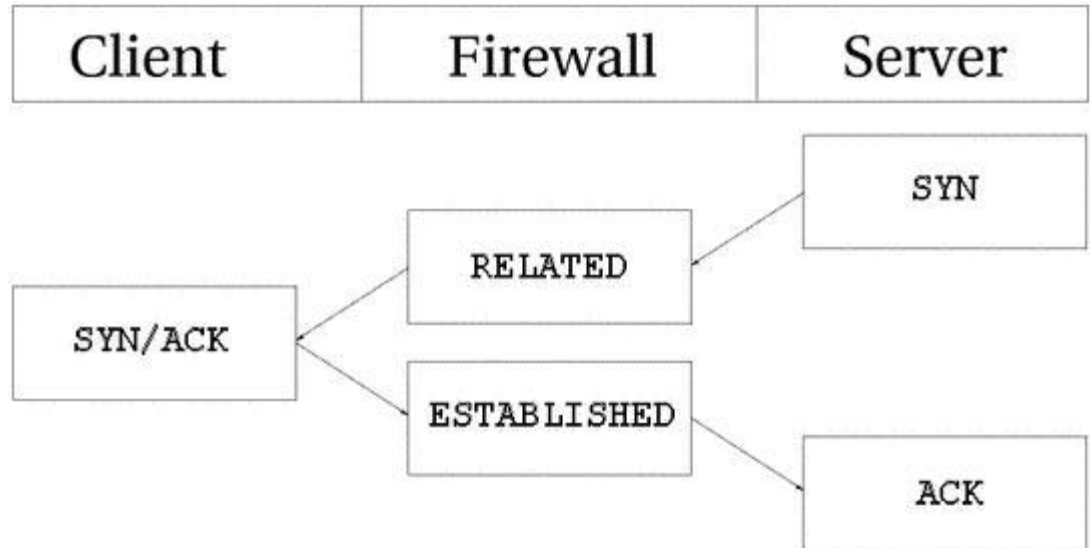 Client Firewall Server
SYN
RELATED
SYN/ACK
ESTABLISHED
ACK